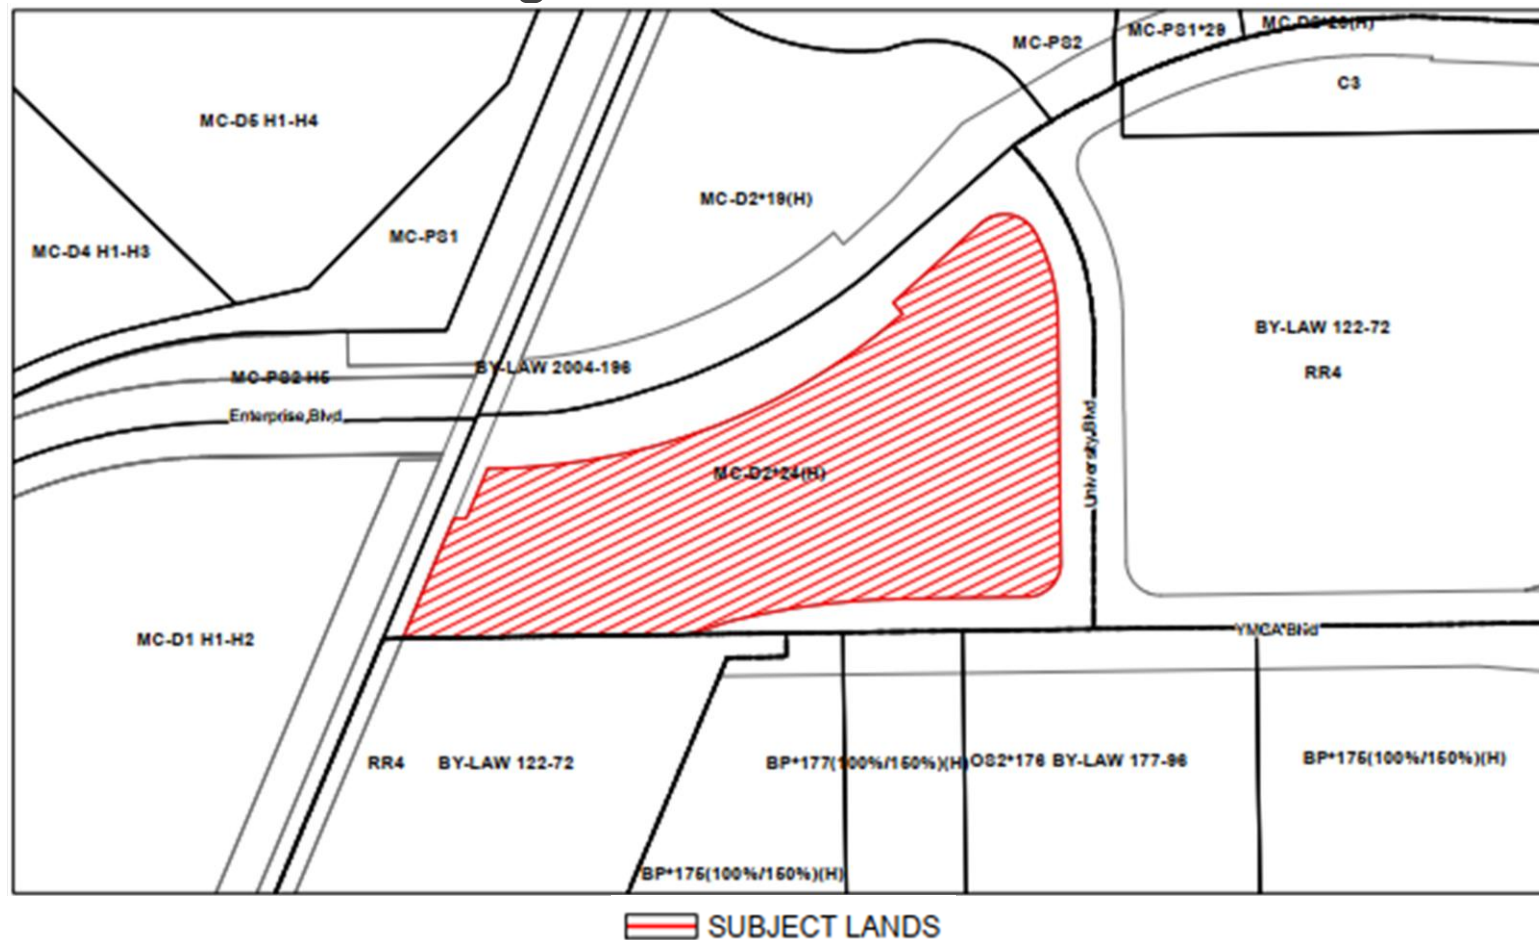 MC-PS2
MC-PS1*29
MC-D5 H1-H4
C3
MC-D2*19(H)
MC-PS1
MC-D4 H1-H3
BY-LAW 122-72
RR4
BY-LAW 2004-196
MC-PS2 H5
Enterprise Blvd
University Blvd
MC-D2*24(H)
YMCA Blvd
MC-D1 H1-H2
RR4 BY-LAW 122-72
BP*177(100%/150%)(H)
OS2*176 BY-LAW 177-96
BP*175(100%/150%)(H)
BP*175(100%/150%)(H)
SUBJECT LANDS